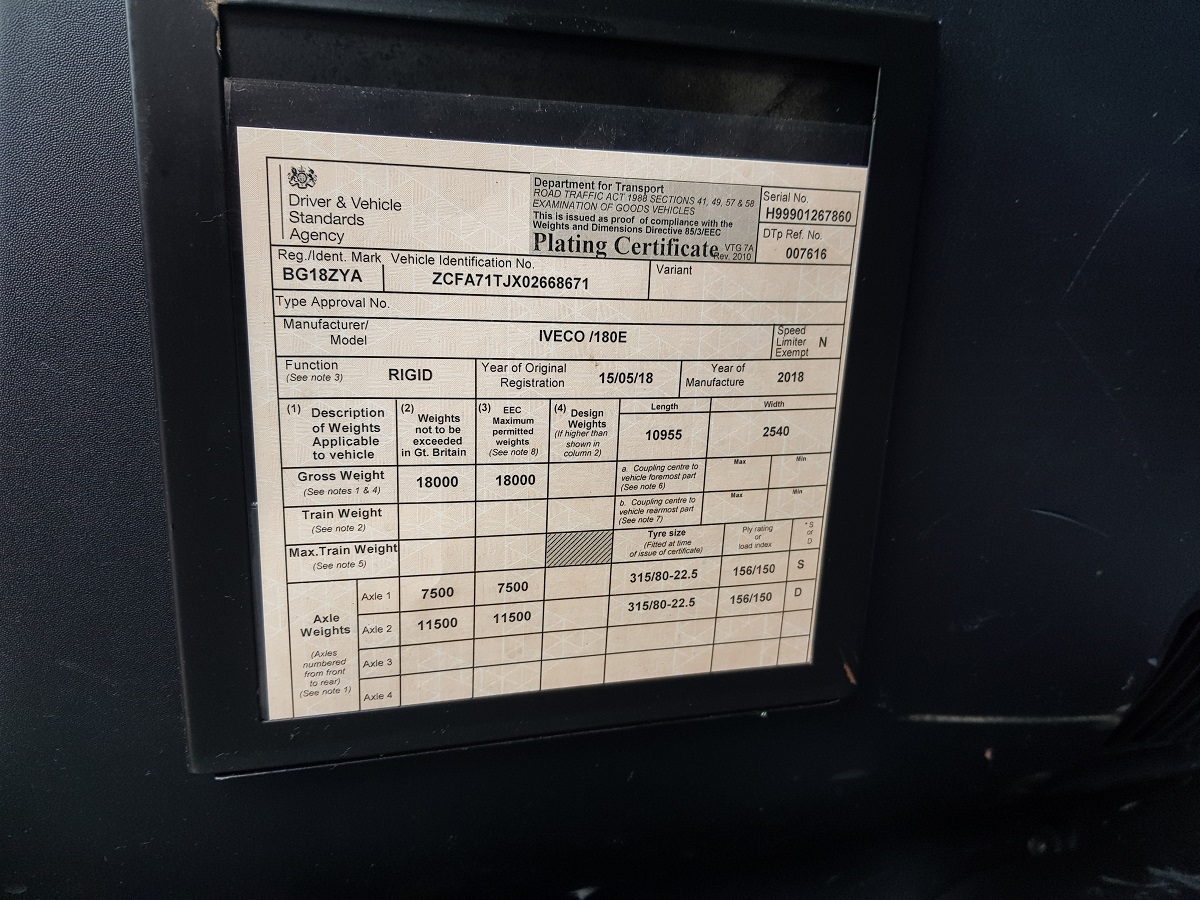 Driver & Vehicle
Standards
Agency
Department for Transport
ROAD TRAFFIC ACT 1988 SECTIONS 41, 49, 57 & 58
EXAMINATION OF GOODS VEHICLES
This is issued as proof of compliance with the
Weights and Dimensions Directive 85/3/EEC
Plating Certificate VTG 7A
Rev. 2010
Serial No.
H99901267860
DTp Ref. No.
007616
Reg./Ident. Mark
BG18ZYA
Vehicle Identification No.
ZCFA71TJX02668671
Variant
Type Approval No.
Manufacturer/
Model
IVECO /180E
Speed
Limiter
Exempt
N
Function
(See note 3)
RIGID
Year of Original
Registration
15/05/18
Year of
Manufacture
2018
(1) Description
of Weights
Applicable
to vehicle
(2) Weights
not to be
exceeded
in Gt. Britain
(3) EEC
Maximum
permitted
weights
(See note 8)
(4) Design
Weights
(If higher than
shown in
column 2)
Length
10955
Width
2540
Gross Weight
(See notes 1 & 4)
18000
18000
a. Coupling centre to
vehicle foremost part
(See note 6)
Max
Min
Train Weight
(See note 2)
b. Coupling centre to
vehicle rearmost part
(See note 7)
Max
Min
Max.Train Weight
(See note 5)
Tyre size
(Fitted at time
of issue of certificate)
Ply rating
or
load index
* S
or
D
Axle
Weights
(Axles
numbered
from front
to rear)
(See note 1)
Axle 1
7500
7500
315/80-22.5
156/150
S
Axle 2
11500
11500
315/80-22.5
156/150
D
Axle 3
Axle 4